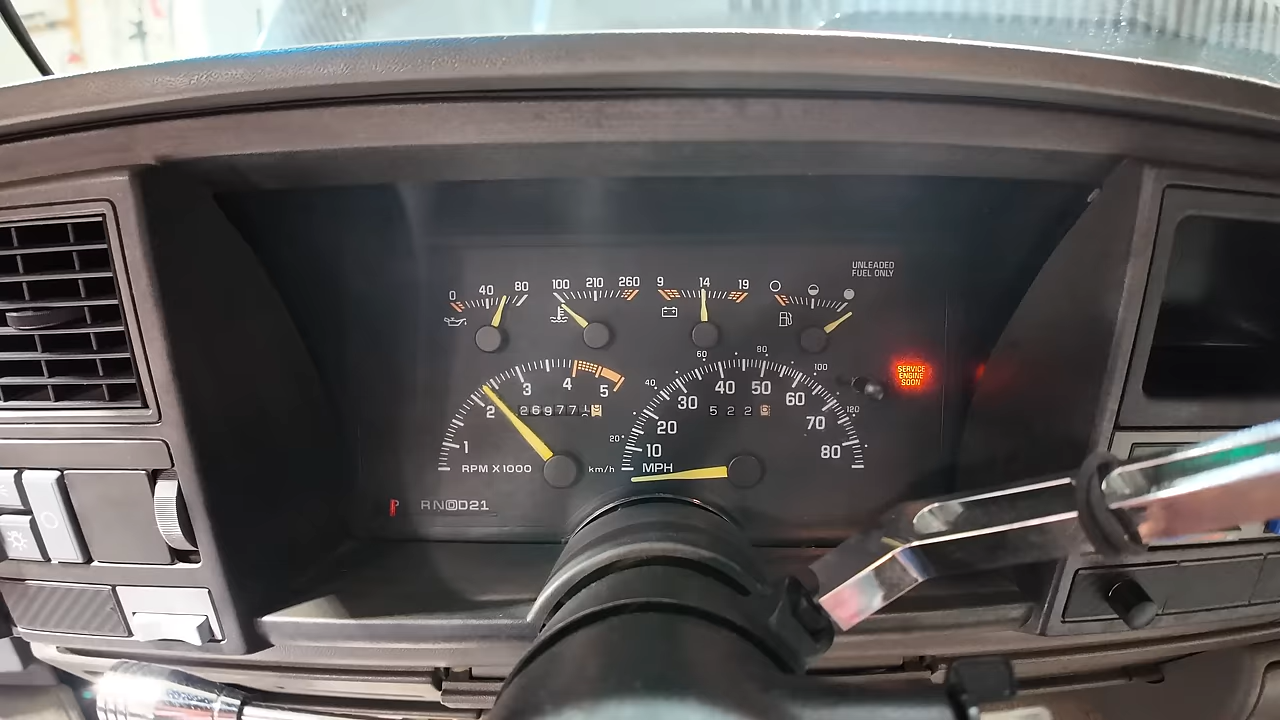 UNLEADED
FUEL ONLY
0 40 80
100 210 260
9 14 19
SERVICE
ENGINE
SOON
1 2 3 4 5
RPM X1000
20 40 60 80 100 120
km/h
10 20 30 40 50 60 70 80
MPH
522
P RNDD21